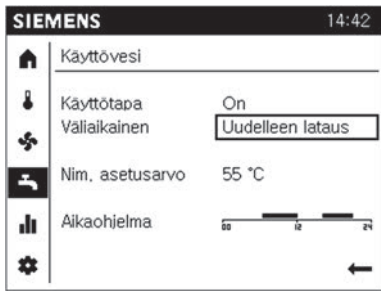 SIEMENS 14:42
Käyttövesi
Käyttötapa On
Väliaikainen Uudelleen lataus
Nim. asetusarvo 55 °C
Aikaohjelma
00 12 24